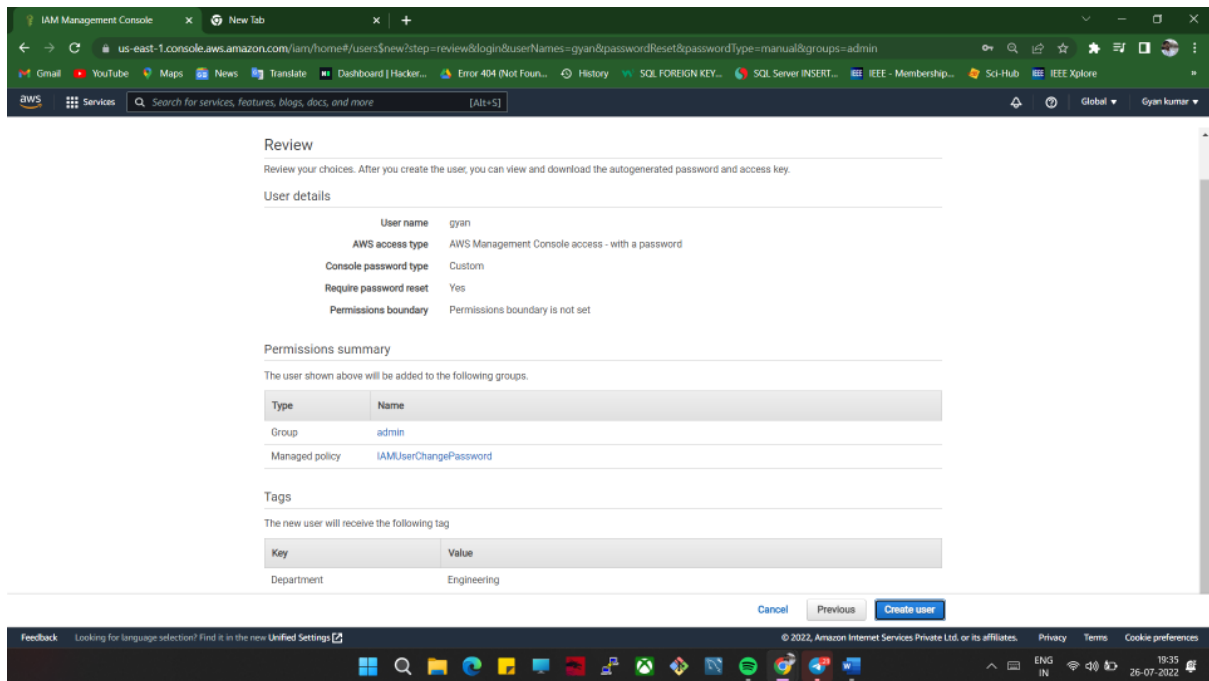 IAM Management Console
New Tab
us-east-1.console.aws.amazon.com/iam/home#/users$new?step=review&login&userNames=gyan&passwordReset&passwordType=manual&groups=admin
Gmail YouTube Maps News Translate Dashboard | Hacker... Error 404 (Not Foun... History SQL FOREIGN KEY... SQL Server INSERT... IEEE - Membership... Sci-Hub IEEE Xplore »
aws Services Search for services, features, blogs, docs, and more [Alt+S] Global Gyan kumar
Review
Review your choices. After you create the user, you can view and download the autogenerated password and access key.
User details
User name gyan
AWS access type AWS Management Console access - with a password
Console password type Custom
Require password reset Yes
Permissions boundary Permissions boundary is not set
Permissions summary
The user shown above will be added to the following groups.
Type Name
Group admin
Managed policy IAMUserChangePassword
Tags
The new user will receive the following tag
Key Value
Department Engineering
Cancel Previous Create user
Feedback Looking for language selection? Find it in the new Unified Settings © 2022, Amazon Internet Services Private Ltd. or its affiliates. Privacy Terms Cookie preferences
ENG 19:35
IN 26-07-2022